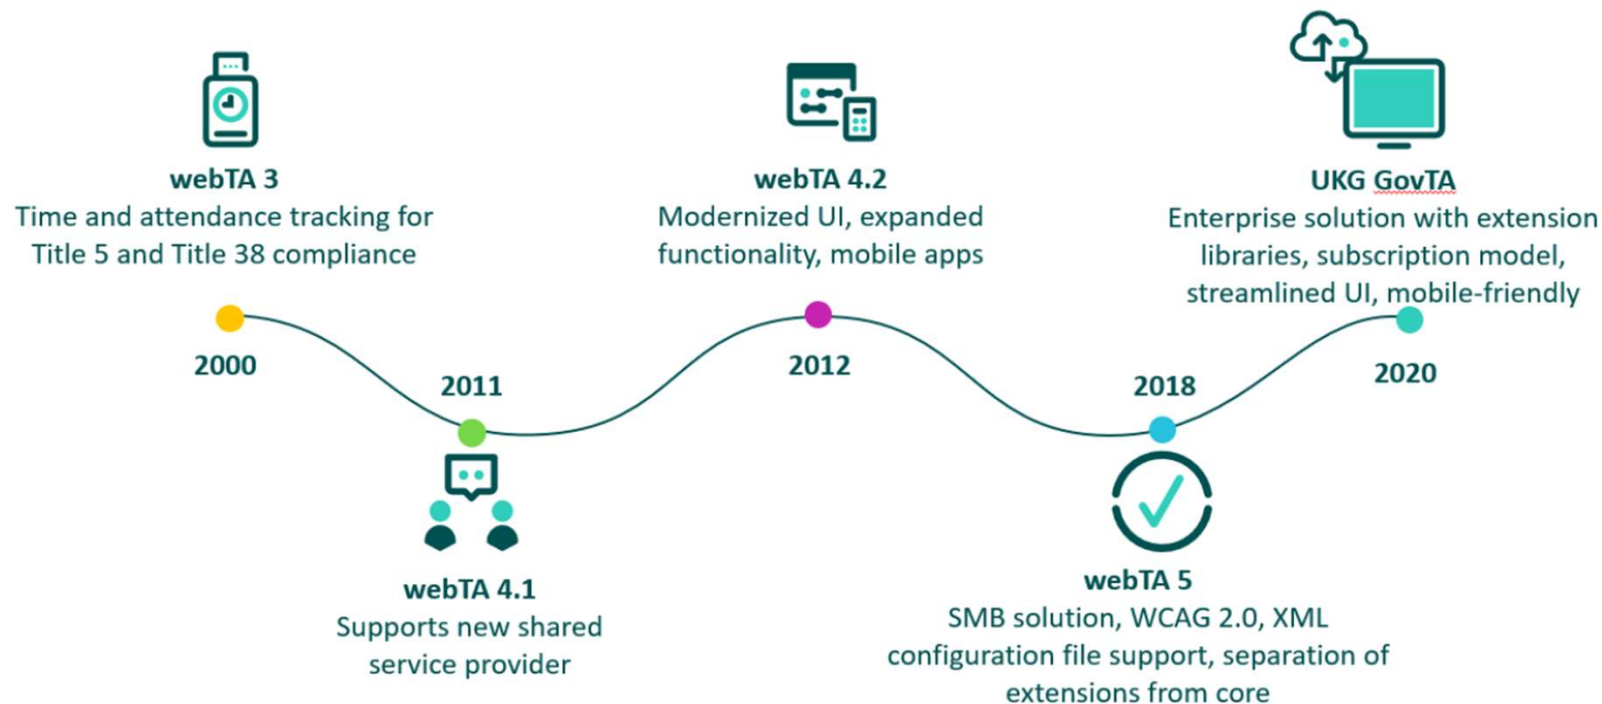 webTA 3
Time and attendance tracking for
Title 5 and Title 38 compliance
2000
2011
webTA 4.1
Supports new shared
service provider
webTA 4.2
Modernized UI, expanded
functionality, mobile apps
2012
2018
webTA 5
SMB solution, WCAG 2.0, XML
configuration file support, separation of
extensions from core
UKG GovTA
Enterprise solution with extension
libraries, subscription model,
streamlined UI, mobile-friendly
2020